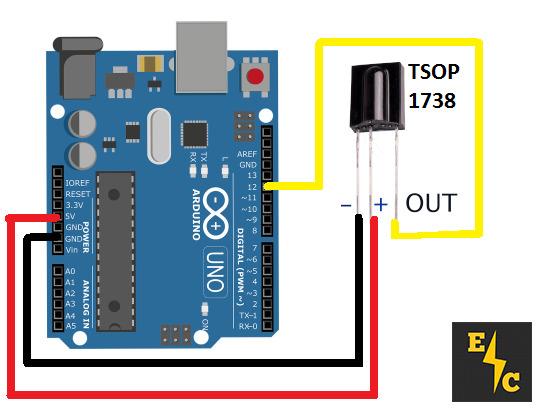 TSOP
1738
- + OUT
AREF
GND
13
12
~11
~10
~9
8
7
~6
~5
4
~3
2
TX-1
RX-0
DIGITAL (PWM ~)
IOREF
RESET
3.3V
5V
GND
GND
Vin
POWER
A0
A1
A2
A3
A4
A5
ANALOG IN
RX
TX
L
ARDUINO
UNO
ON
E
C